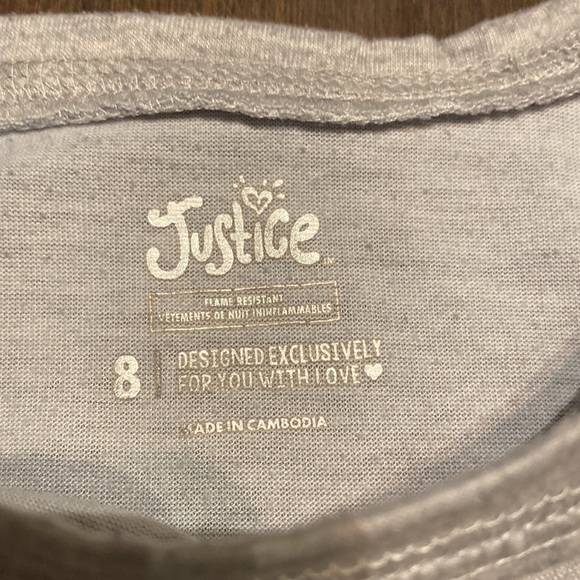 Justice
FLAME RESISTANT
VÊTEMENTS DE NUIT ININFLAMMABLES
8
DESIGNED EXCLUSIVELY
FOR YOU WITH LOVE
MADE IN CAMBODIA